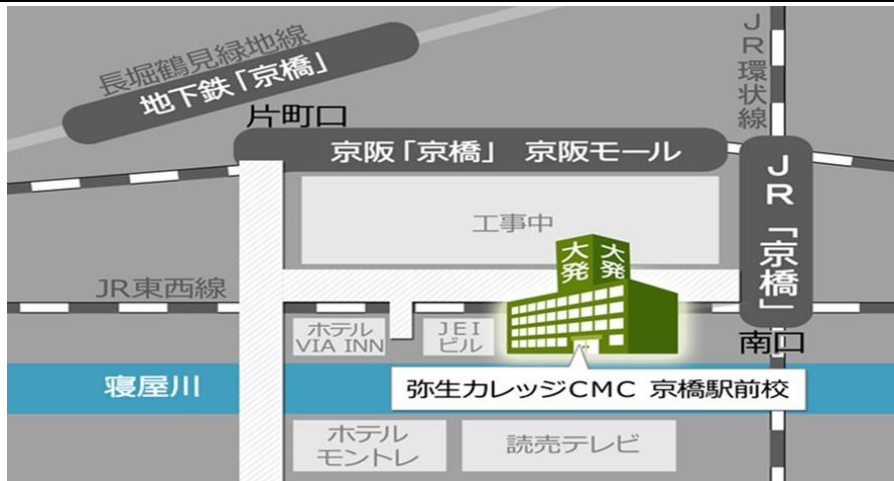 長堀鶴見緑地線
地下鉄「京橋」
片町口
JR環状線
京阪「京橋」 京阪モール
JR「京橋」
工事中
大発
大発
JR東西線
ホテル
VIA INN
JEI
ビル
南口
寝屋川
弥生カレッジCMC 京橋駅前校
ホテル
モントレ
読売テレビ